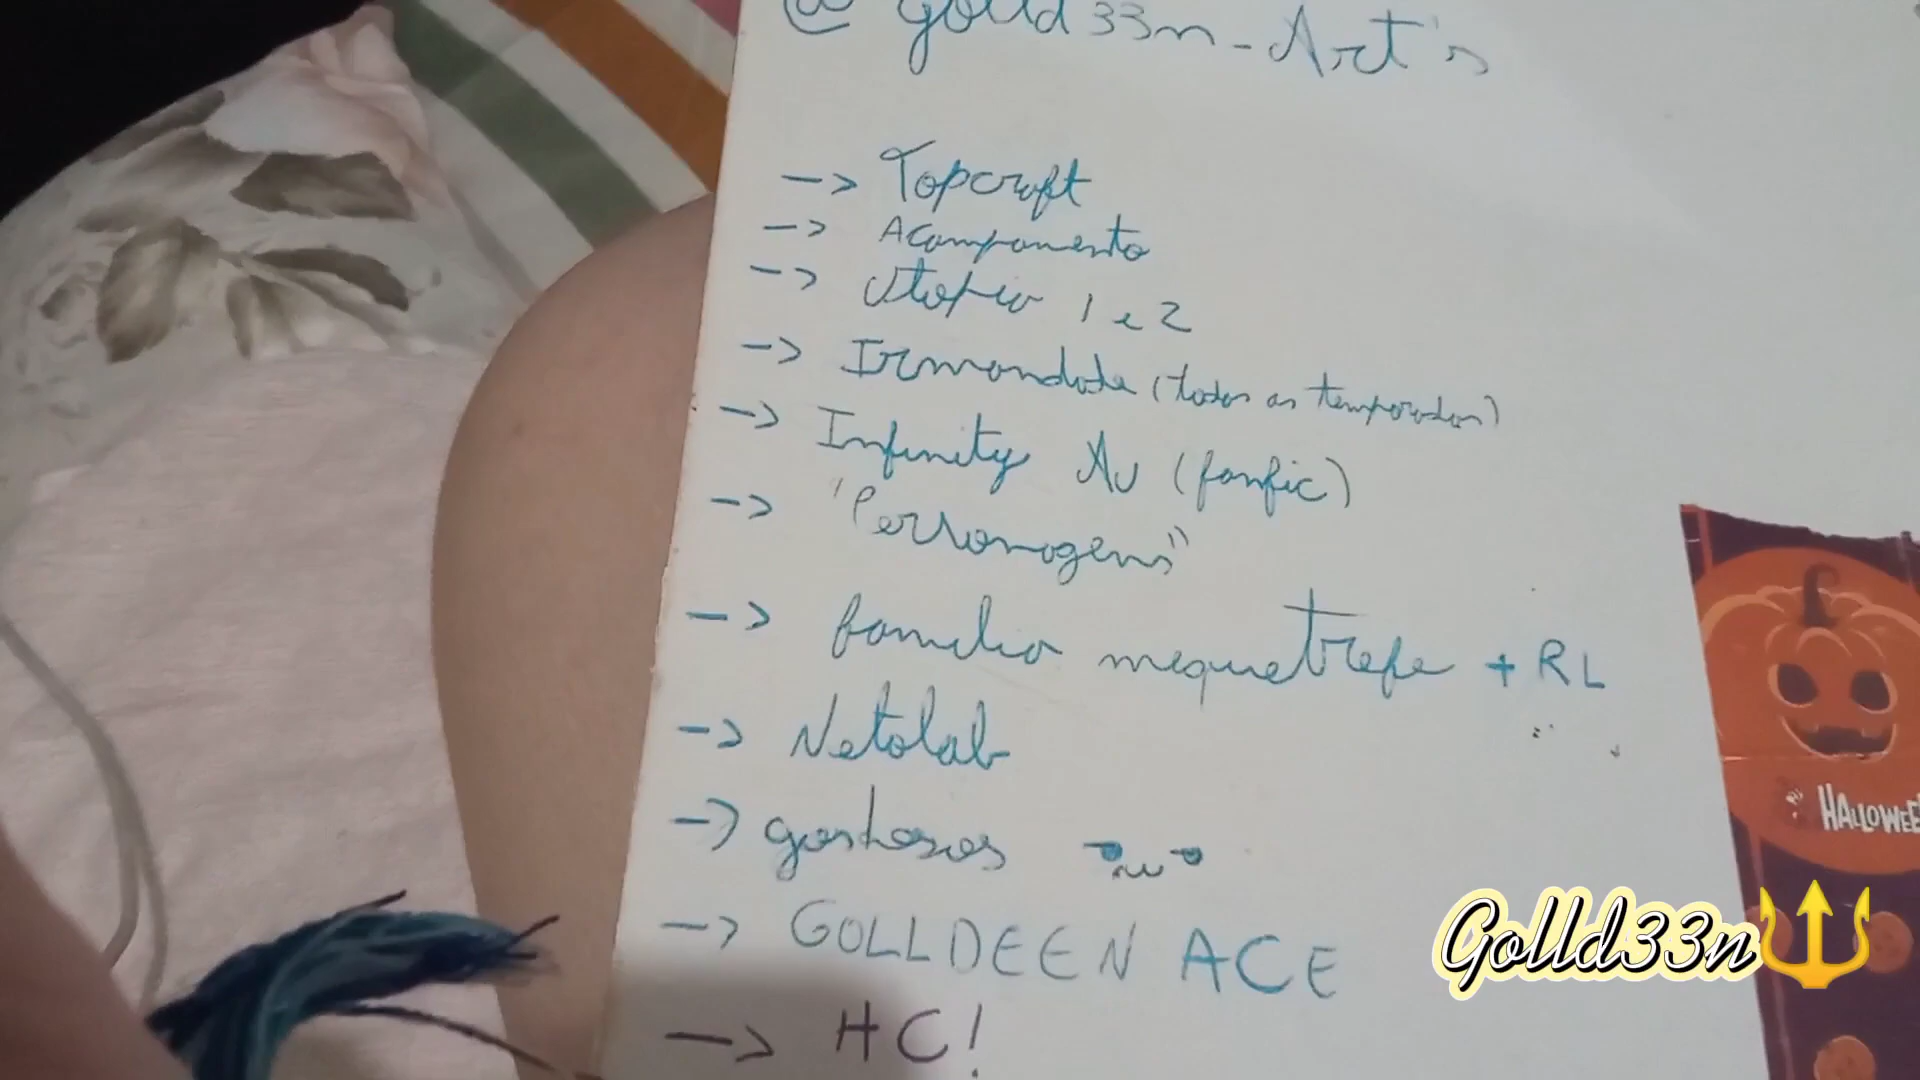 @ Golld33n-Art's
-> Topcraft
-> Acampamento
-> Utopia 1 e 2
-> Irmandade (todas as temporadas)
-> Infinity AU (fanfic)
-> "Personagens"
-> familia mequetrefe + RL
-> Netolab
-> gostosos
-> GOLLDEEN ACE
-> HC!
HALLOWEE
Golld33n